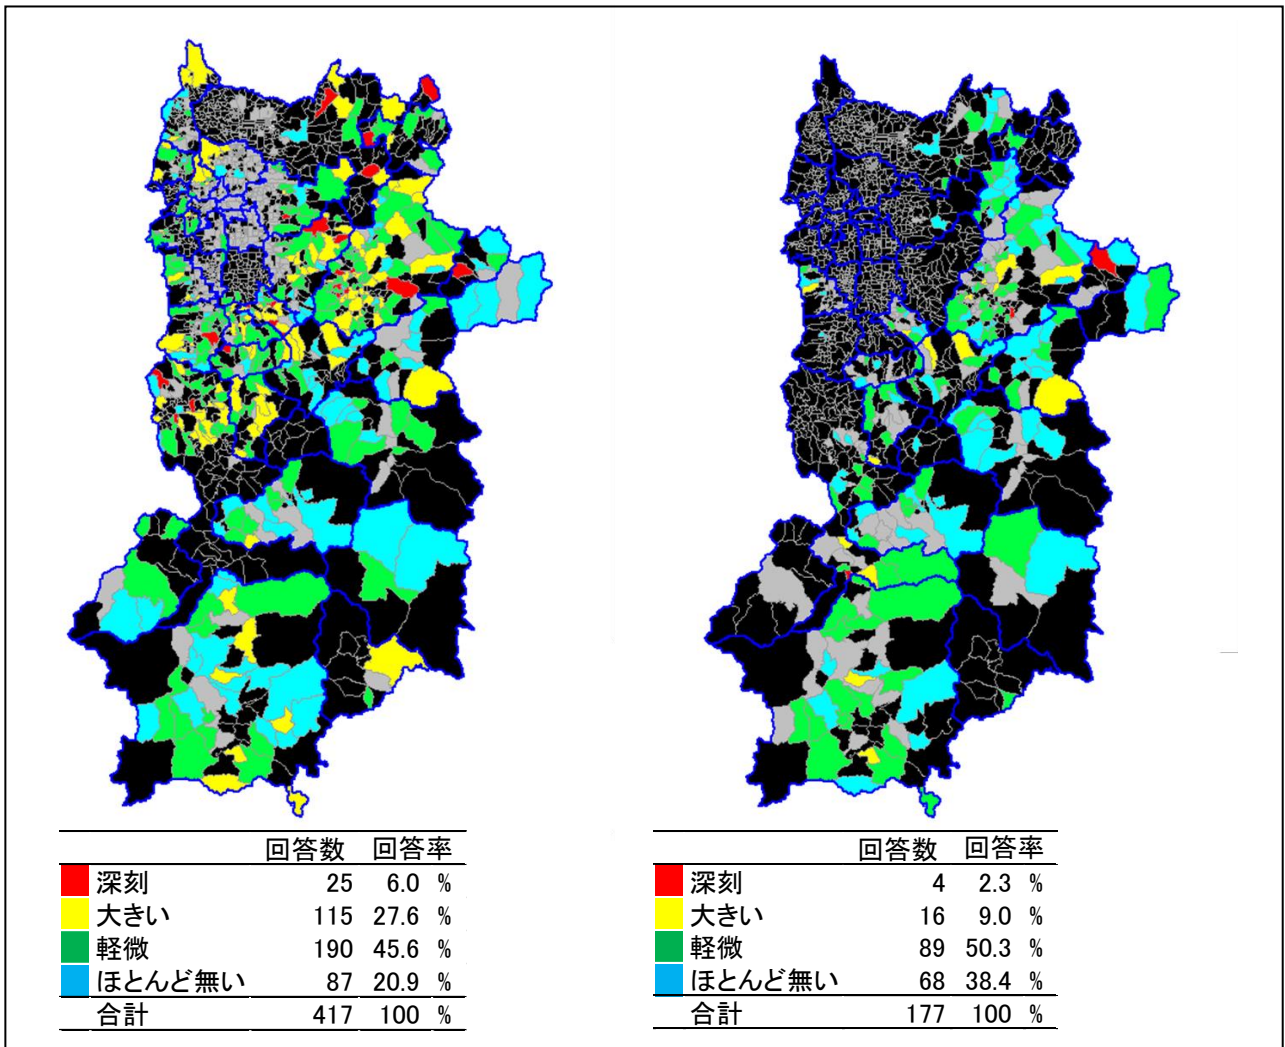 回答数 回答率
深刻 25 6.0 %
大きい 115 27.6 %
軽微 190 45.6 %
ほとんど無い 87 20.9 %
合計 417 100 %
回答数 回答率
深刻 4 2.3 %
大きい 16 9.0 %
軽微 89 50.3 %
ほとんど無い 68 38.4 %
合計 177 100 %